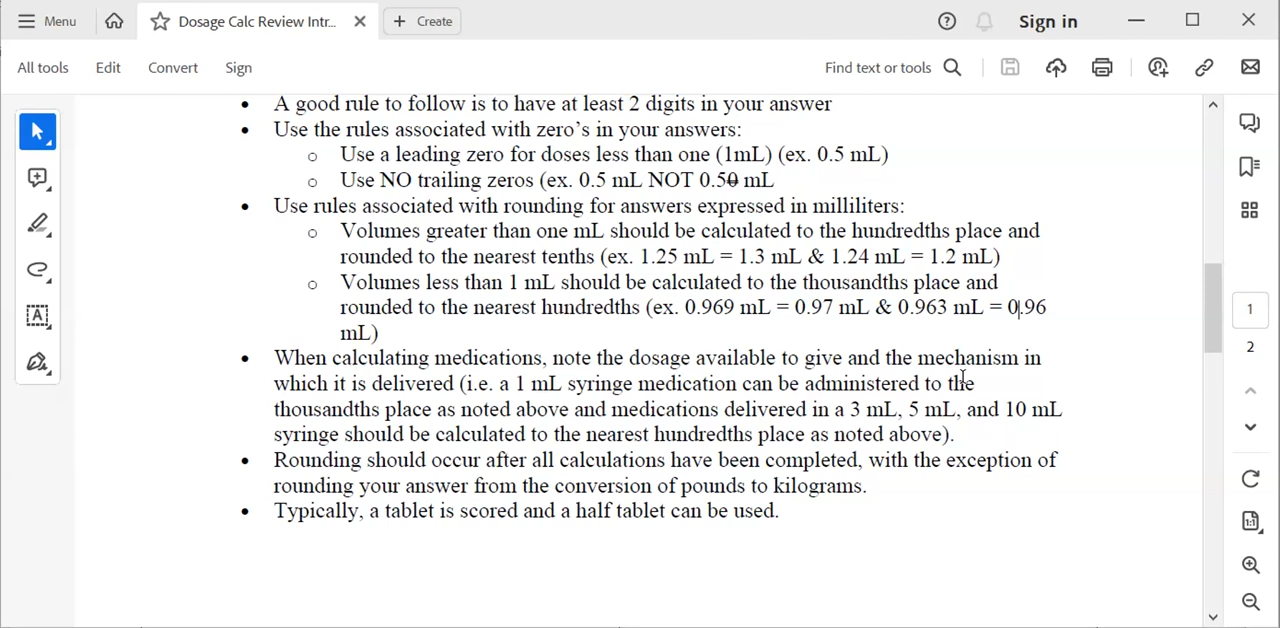 Menu
Dosage Calc Review Intr...
Create
Sign in
All tools
Edit
Convert
Sign
Find text or tools
• A good rule to follow is to have at least 2 digits in your answer
• Use the rules associated with zero’s in your answers:
o Use a leading zero for doses less than one (1mL) (ex. 0.5 mL)
o Use NO trailing zeros (ex. 0.5 mL NOT 0.50 mL
• Use rules associated with rounding for answers expressed in milliliters:
o Volumes greater than one mL should be calculated to the hundredths place and
rounded to the nearest tenths (ex. 1.25 mL = 1.3 mL & 1.24 mL = 1.2 mL)
o Volumes less than 1 mL should be calculated to the thousandths place and
rounded to the nearest hundredths (ex. 0.969 mL = 0.97 mL & 0.963 mL = 0.96
mL)
• When calculating medications, note the dosage available to give and the mechanism in
which it is delivered (i.e. a 1 mL syringe medication can be administered to the
thousandths place as noted above and medications delivered in a 3 mL, 5 mL, and 10 mL
syringe should be calculated to the nearest hundredths place as noted above).
• Rounding should occur after all calculations have been completed, with the exception of
rounding your answer from the conversion of pounds to kilograms.
• Typically, a tablet is scored and a half tablet can be used.
1
2
1:1